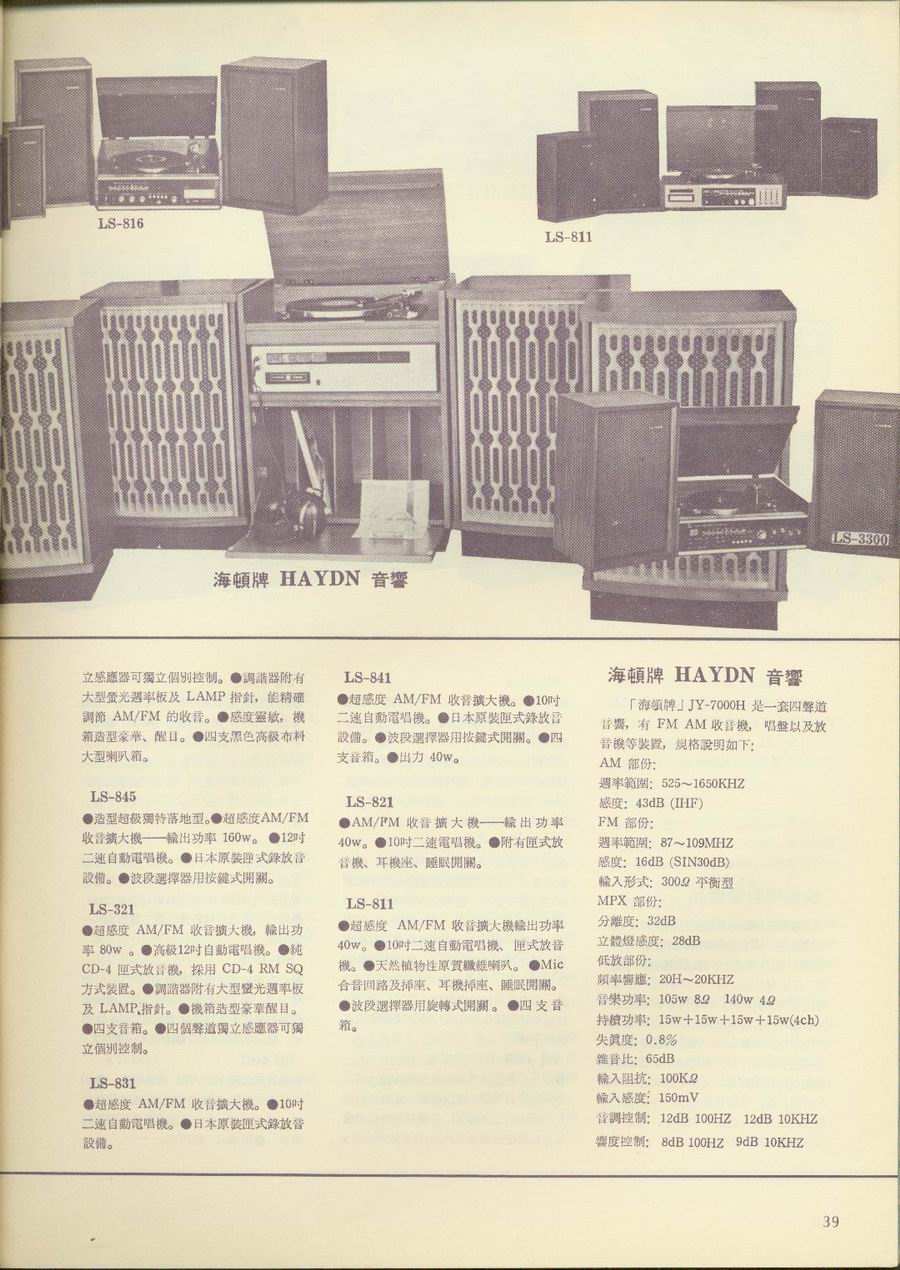 LS-816
LS-811
LS-3300
海頓牌 HAYDN 音響
立感應器可獨立個別控制。●調諧器附有
大型螢光週率板及 LAMP 指針，能精確
調節 AM/FM 的收音。●感度靈敏，機
箱造型豪華、醒目。●四支黑色高級布料
大型喇叭箱。
LS-845
●造型超級獨特落地型。●超感度AM/FM
收音擴大機——輸出功率 160w。●12吋
二速自動電唱機。●日本原裝匣式錄放音
設備。●波段選擇器用按鍵式開關。
LS-321
●超感度 AM/FM 收音擴大機，輸出功
率 80w 。●高級12吋自動電唱機。●純
CD-4 匣式放音機，採用 CD-4 RM SQ
方式裝置。●調諧器附有大型螢光週率板
及 LAMP 指針。●機箱造型豪華醒目。
●四支音箱。●四個聲道獨立感應器可獨
立個別控制。
LS-831
●超感度 AM/FM 收音擴大機。●10吋
二速自動電唱機。●日本原裝匣式錄放音
設備。
LS-841
●超感度 AM/FM 收音擴大機。●10吋
二速自動電唱機。●日本原裝匣式錄放音
設備。●波段選擇器用按鍵式開關。●四
支音箱。●出力 40w。
LS-821
●AM/FM 收音擴大機——輸出功率
40w。●10吋二速電唱機。●附有匣式放
音機、耳機座、睡眠開關。
LS-811
●超感度 AM/FM 收音擴大機輸出功率
40w。●10吋二速自動電唱機、匣式放音
機。●天然植物性原質纖維喇叭。●Mic
合音回路及揷座、耳機揷座、睡眠開關。
●波段選擇器用旋轉式開關。●四支音
箱。
海頓牌 HAYDN 音響
「海頓牌」JY-7000H 是一套四聲道
音響，有 FM AM 收音機， 唱盤以及放
音機等裝置，規格說明如下：
AM 部份：
週率範圍：525～1650KHZ
感度：43dB (IHF)
FM 部份：
週率範圍：87～109MHZ
感度：16dB (SIN30dB)
輸入形式：300Ω 平衡型
MPX 部份：
分離度：32dB
立體燈感度：28dB
低放部份：
頻率響應：20H～20KHZ
音樂功率：105w 8Ω 140w 4Ω
持續功率：15w＋15w＋15w＋15w(4ch)
失眞度：0.8%
雜音比：65dB
輸入阻抗：100KΩ
輸入感度：150mV
音調控制：12dB 100HZ 12dB 10KHZ
響度控制：8dB 100HZ 9dB 10KHZ
39